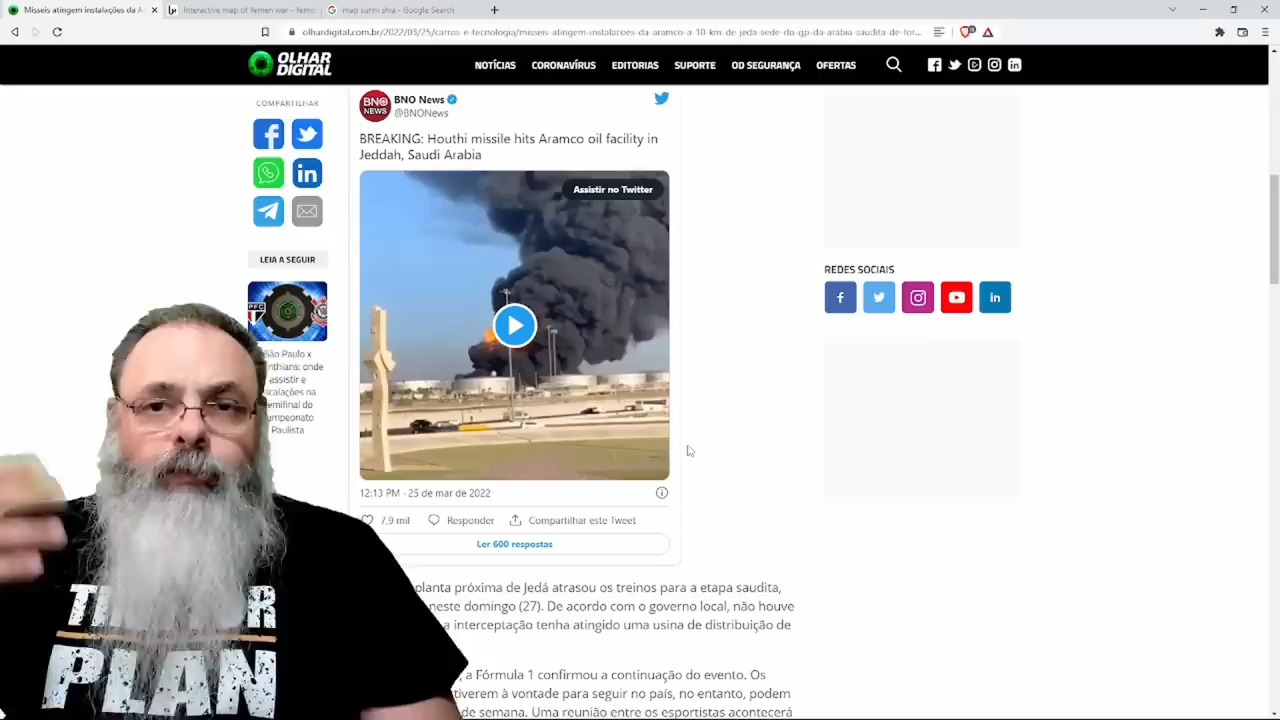 Misseis atingem instalações da A
Interactive map of Yemen war - Yeme
map sunni shia - Google Search
olhardigital.com.br/2022/03/25/carros-e-tecnologia/misseis-atingem-instalacoes-da-aramco-a-10-km-de-jeda-sede-do-gp-da-arabia-saudita-de-for...
OLHAR
DIGITAL
NOTÍCIAS
CORONAVÍRUS
EDITORIAS
SUPORTE
OD SEGURANÇA
OFERTAS
COMPARTILHAR
LEIA A SEGUIR
São Paulo x
nthians: onde
assistir e
scalações na
emifinal do
ampeonato
Paulista
BNO
NEWS
BNO News
@BNONews
BREAKING: Houthi missile hits Aramco oil facility in
Jeddah, Saudi Arabia
Assistir no Twitter
12:13 PM · 25 de mar de 2022
7,9 mil
Responder
Compartilhar este Tweet
Ler 600 respostas
planta próxima de Jedá atrasou os treinos para a etapa saudita,
neste domingo (27). De acordo com o governo local, não houve
a interceptação tenha atingido uma usina de distribuição de
, a Fórmula 1 confirmou a continuação do evento. Os
tiverem à vontade para seguir no país, no entanto, podem
de semana. Uma reunião entre os esportistas acontecerá
REDES SOCIAIS
PLAN